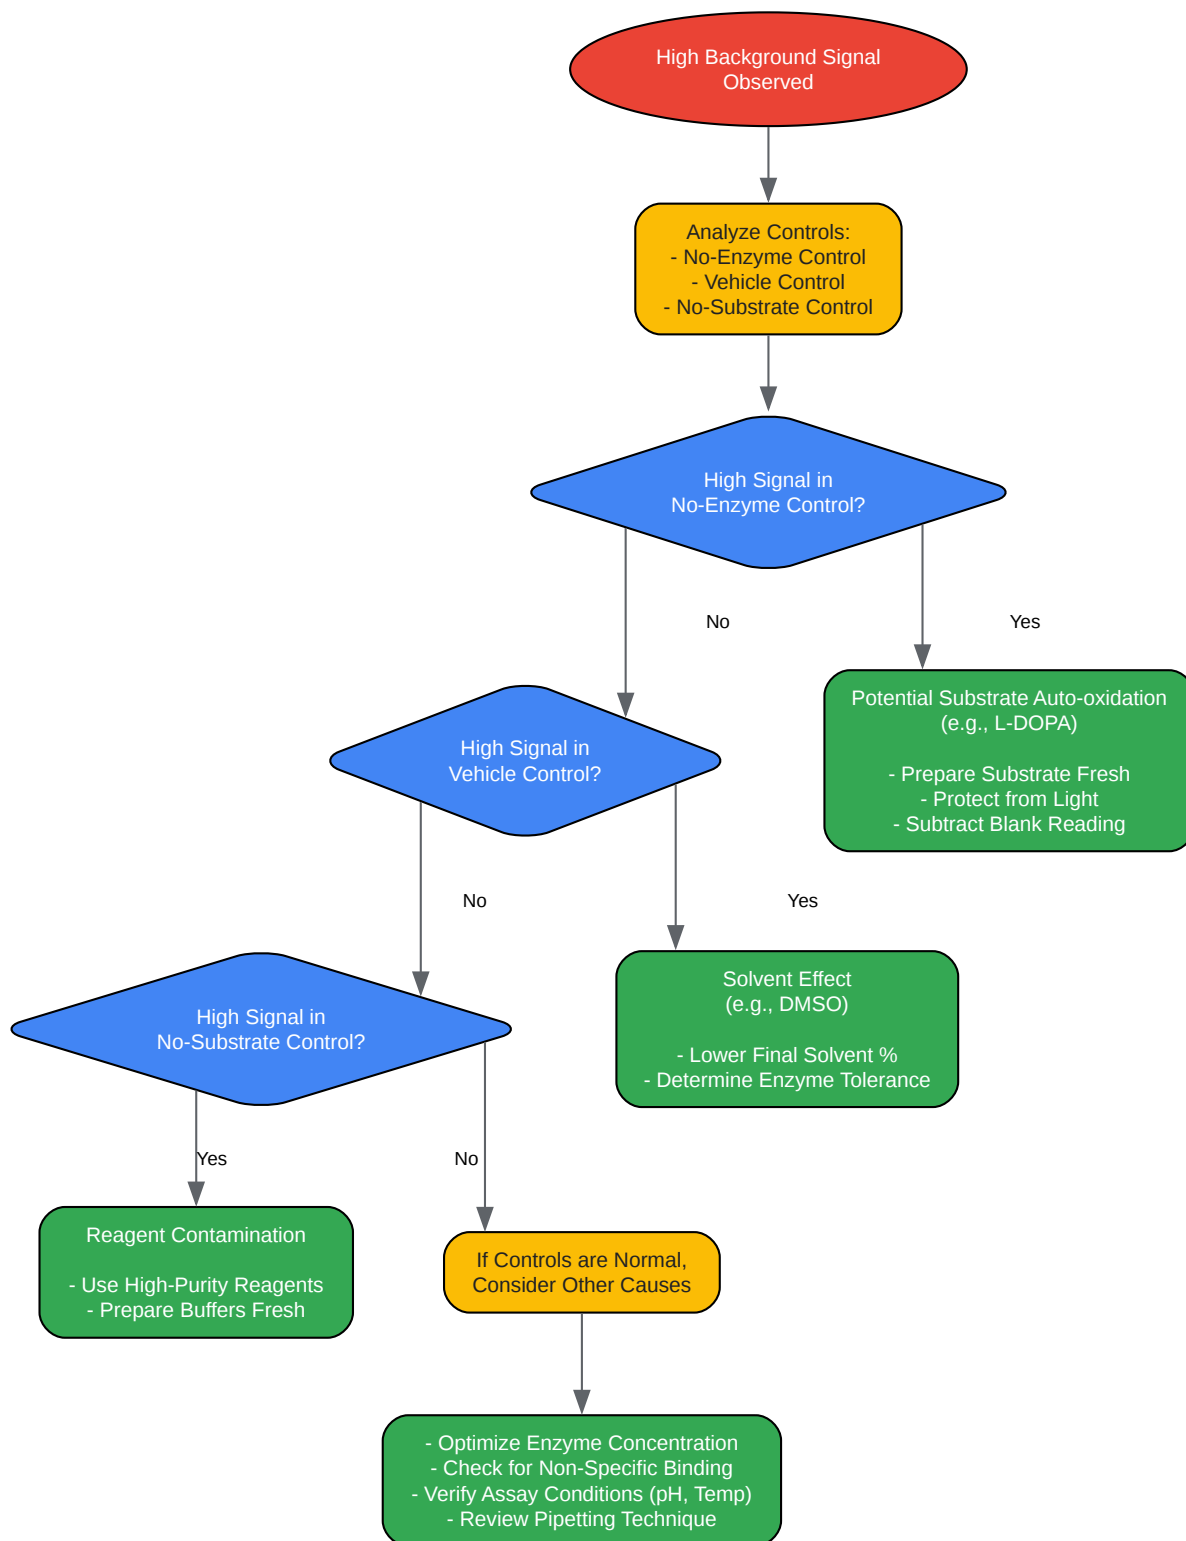 High Background Signal
Observed
Analyze Controls:
- No-Enzyme Control
- Vehicle Control
- No-Substrate Control
High Signal in
No-Enzyme Control?
No
Yes
Potential Substrate Auto-oxidation
(e.g., L-DOPA)
- Prepare Substrate Fresh
- Protect from Light
- Subtract Blank Reading
High Signal in
Vehicle Control?
No
Yes
Solvent Effect
(e.g., DMSO)
- Lower Final Solvent %
- Determine Enzyme Tolerance
High Signal in
No-Substrate Control?
Yes
No
Reagent Contamination
- Use High-Purity Reagents
- Prepare Buffers Fresh
If Controls are Normal,
Consider Other Causes
- Optimize Enzyme Concentration
- Check for Non-Specific Binding
- Verify Assay Conditions (pH, Temp)
- Review Pipetting Technique